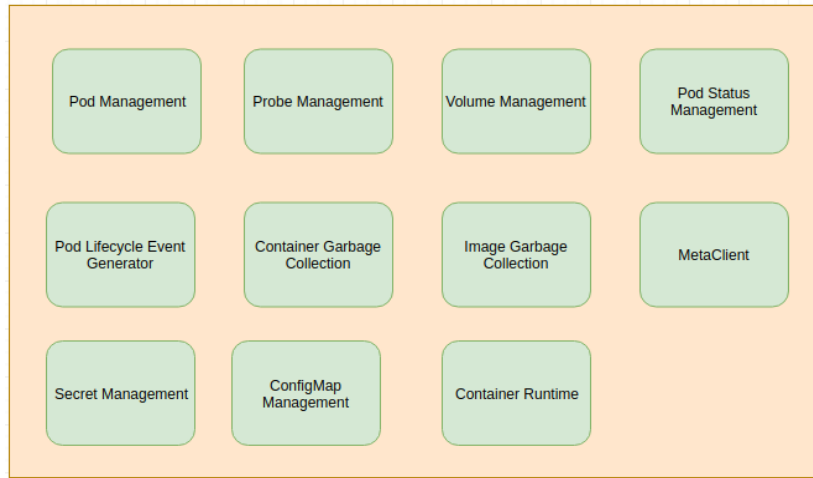 Pod Management
Probe Management
Volume Management
Pod Status
Management
Pod Lifecycle Event
Generator
Container Garbage
Collection
Image Garbage
Collection
MetaClient
Secret Management
ConfigMap
Management
Container Runtime